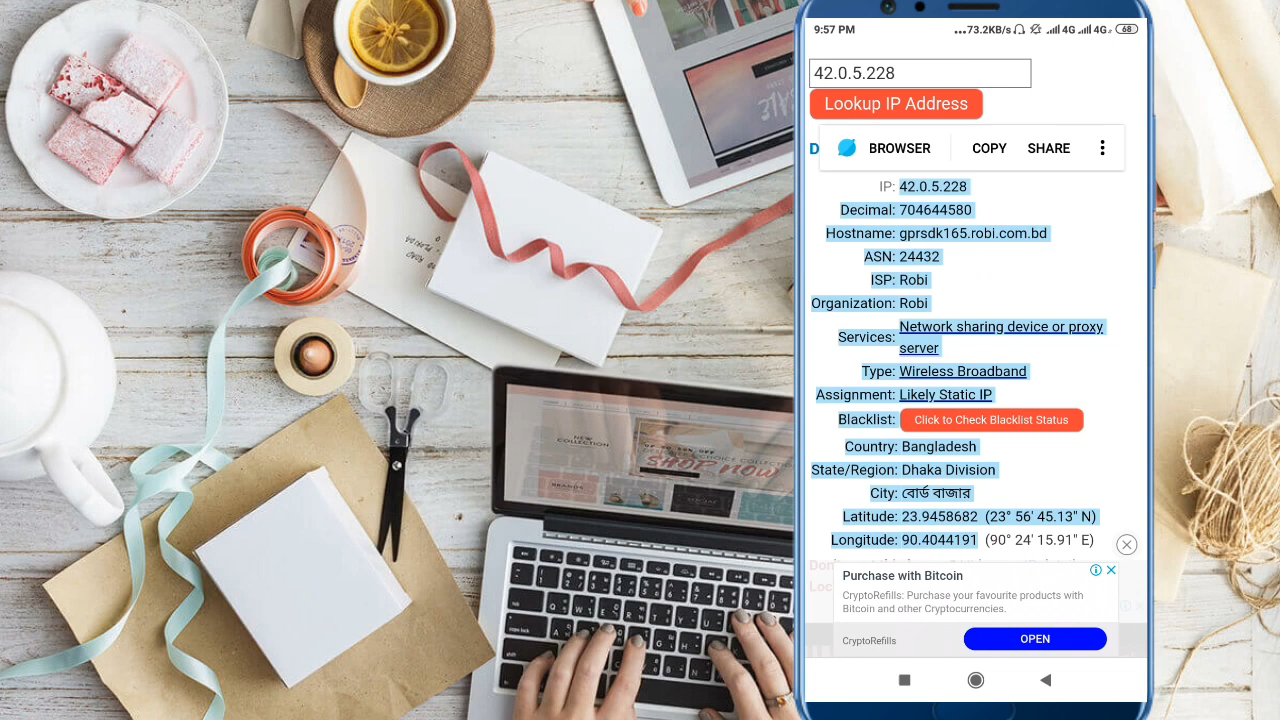 9:57 PM ...73.2KB/s 4G 4G 68
42.0.5.228
Lookup IP Address
D BROWSER COPY SHARE
IP: 42.0.5.228
Decimal: 704644580
Hostname: gprsdk165.robi.com.bd
ASN: 24432
ISP: Robi
Organization: Robi
Services: Network sharing device or proxy
server
Type: Wireless Broadband
Assignment: Likely Static IP
Blacklist: Click to Check Blacklist Status
Country: Bangladesh
State/Region: Dhaka Division
City: বোর্ড বাজার
Latitude: 23.9458682 (23° 56' 45.13" N)
Longitude: 90.4044191 (90° 24' 15.91" E)
Purchase with Bitcoin
CryptoRefills: Purchase your favourite products with
Bitcoin and other Cryptocurrencies.
CryptoRefills OPEN
NEW
COLLECTION
SHOP NOW
BRANDS